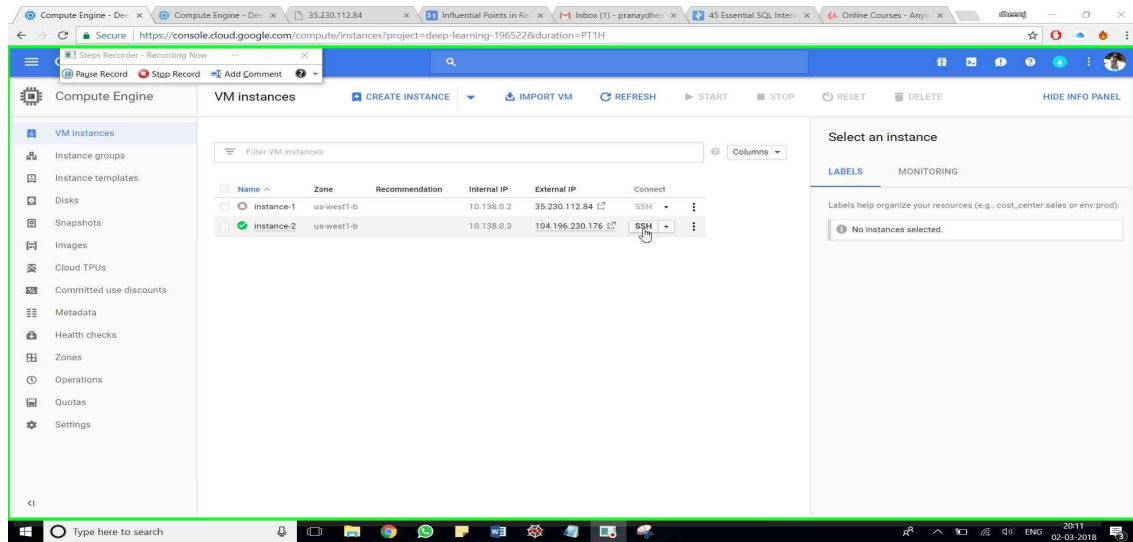 Compute Engine - Dee
Compute Engine - Dee
35.230.112.84
Influential Points in Re
Inbox (1) - pranaydhee
45 Essential SQL Interv
Online Courses - Anyti
Secure | https://console.cloud.google.com/compute/instances?project=deep-learning-196522&duration=PT1H
Steps Recorder - Recording Now
Pause Record Stop Record Add Comment
Compute Engine
VM instances CREATE INSTANCE IMPORT VM REFRESH START STOP RESET DELETE HIDE INFO PANEL
VM instances
Instance groups
Instance templates
Disks
Snapshots
Images
Cloud TPUs
Committed use discounts
Metadata
Health checks
Zones
Operations
Quotas
Settings
Filter VM instances Columns
Name Zone Recommendation Internal IP External IP Connect
instance-1 us-west1-b 10.138.0.2 35.230.112.84 SSH
instance-2 us-west1-b 10.138.0.3 104.196.230.176 SSH
Select an instance
LABELS MONITORING
Labels help organize your resources (e.g., cost_center:sales or env:prod).
No instances selected.
Type here to search
ENG
20:11
02-03-2018